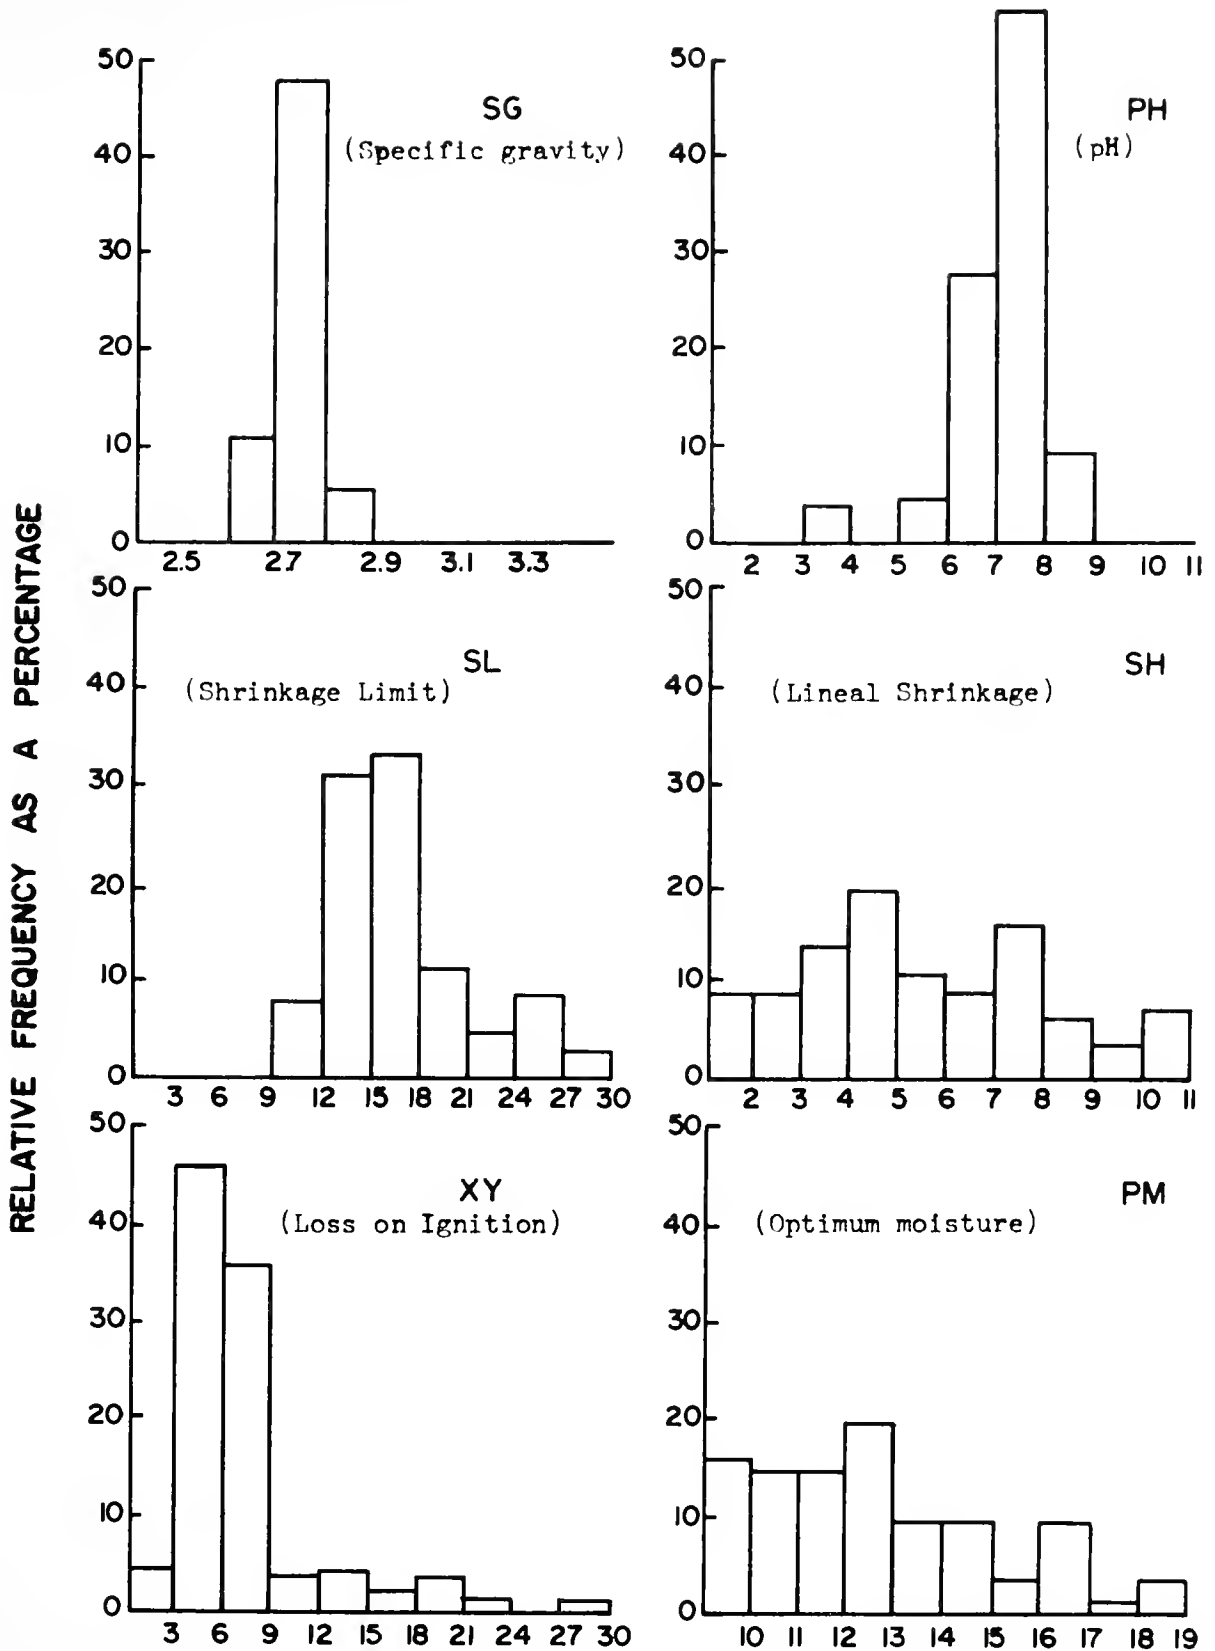 RELATIVE FREQUENCY AS A PERCENTAGE
SG
(Specific gravity)
50
40
30
20
10
0
2.5 2.7 2.9 3.1 3.3
PH
(pH)
50
40
30
20
10
0
2 3 4 5 6 7 8 9 10 11
SL
(Shrinkage Limit)
50
40
30
20
10
0
3 6 9 12 15 18 21 24 27 30
SH
(Lineal Shrinkage)
50
40
30
20
10
0
2 3 4 5 6 7 8 9 10 11
XY
(Loss on Ignition)
50
40
30
20
10
0
3 6 9 12 15 18 21 24 27 30
PM
(Optimum moisture)
50
40
30
20
10
0
10 11 12 13 14 15 16 17 18 19